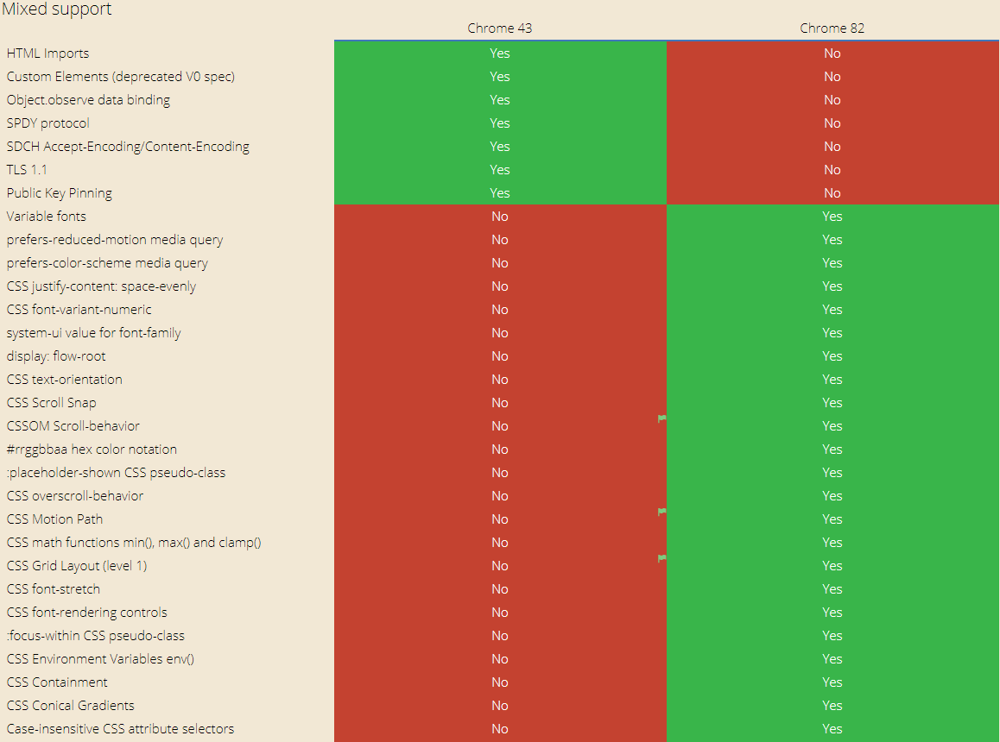 Mixed support
Chrome 43 Chrome 82
HTML Imports Yes No
Custom Elements (deprecated V0 spec) Yes No
Object.observe data binding Yes No
SPDY protocol Yes No
SDCH Accept-Encoding/Content-Encoding Yes No
TLS 1.1 Yes No
Public Key Pinning Yes No
Variable fonts No Yes
prefers-reduced-motion media query No Yes
prefers-color-scheme media query No Yes
CSS justify-content: space-evenly No Yes
CSS font-variant-numeric No Yes
system-ui value for font-family No Yes
display: flow-root No Yes
CSS text-orientation No Yes
CSS Scroll Snap No Yes
CSSOM Scroll-behavior No Yes
#rrggbbaa hex color notation No Yes
:placeholder-shown CSS pseudo-class No Yes
CSS overscroll-behavior No Yes
CSS Motion Path No Yes
CSS math functions min(), max() and clamp() No Yes
CSS Grid Layout (level 1) No Yes
CSS font-stretch No Yes
CSS font-rendering controls No Yes
:focus-within CSS pseudo-class No Yes
CSS Environment Variables env() No Yes
CSS Containment No Yes
CSS Conical Gradients No Yes
Case-insensitive CSS attribute selectors No Yes